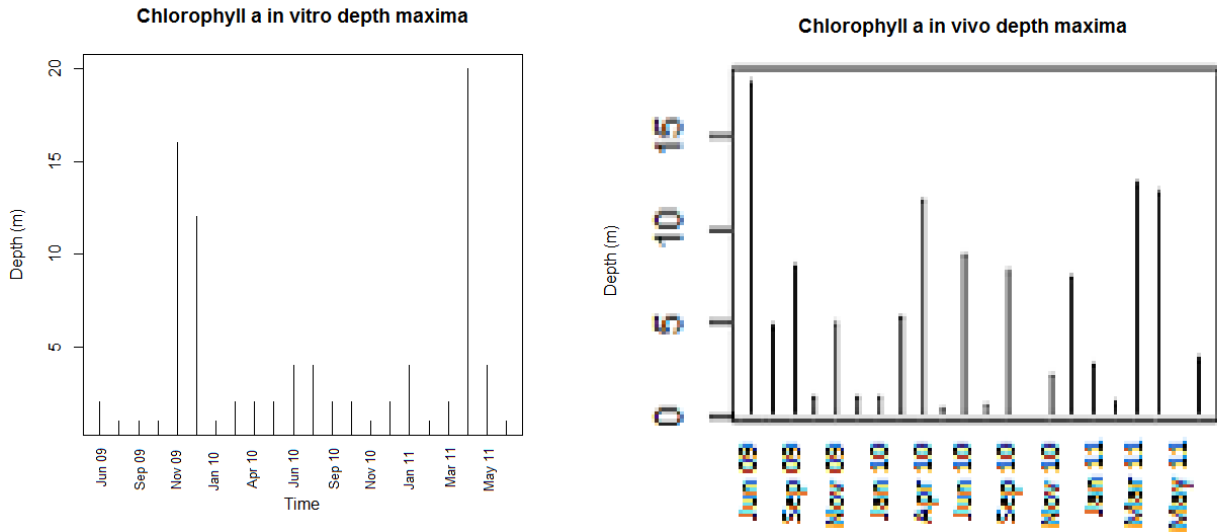 Chlorophyll a in vitro depth maxima
20
15
10
5
Depth (m)
Jun 09
Sep 09
Nov 09
Jan 10
Apr 10
Jun 10
Sep 10
Nov 10
Jan 11
Mar 11
May 11
Time
Chlorophyll a in vivo depth maxima
15
10
5
0
Depth (m)
Jun 09
Sep 09
Nov 09
Jan 10
Apr 10
Jun 10
Sep 10
Nov 10
Jan 11
Mar 11
May 11